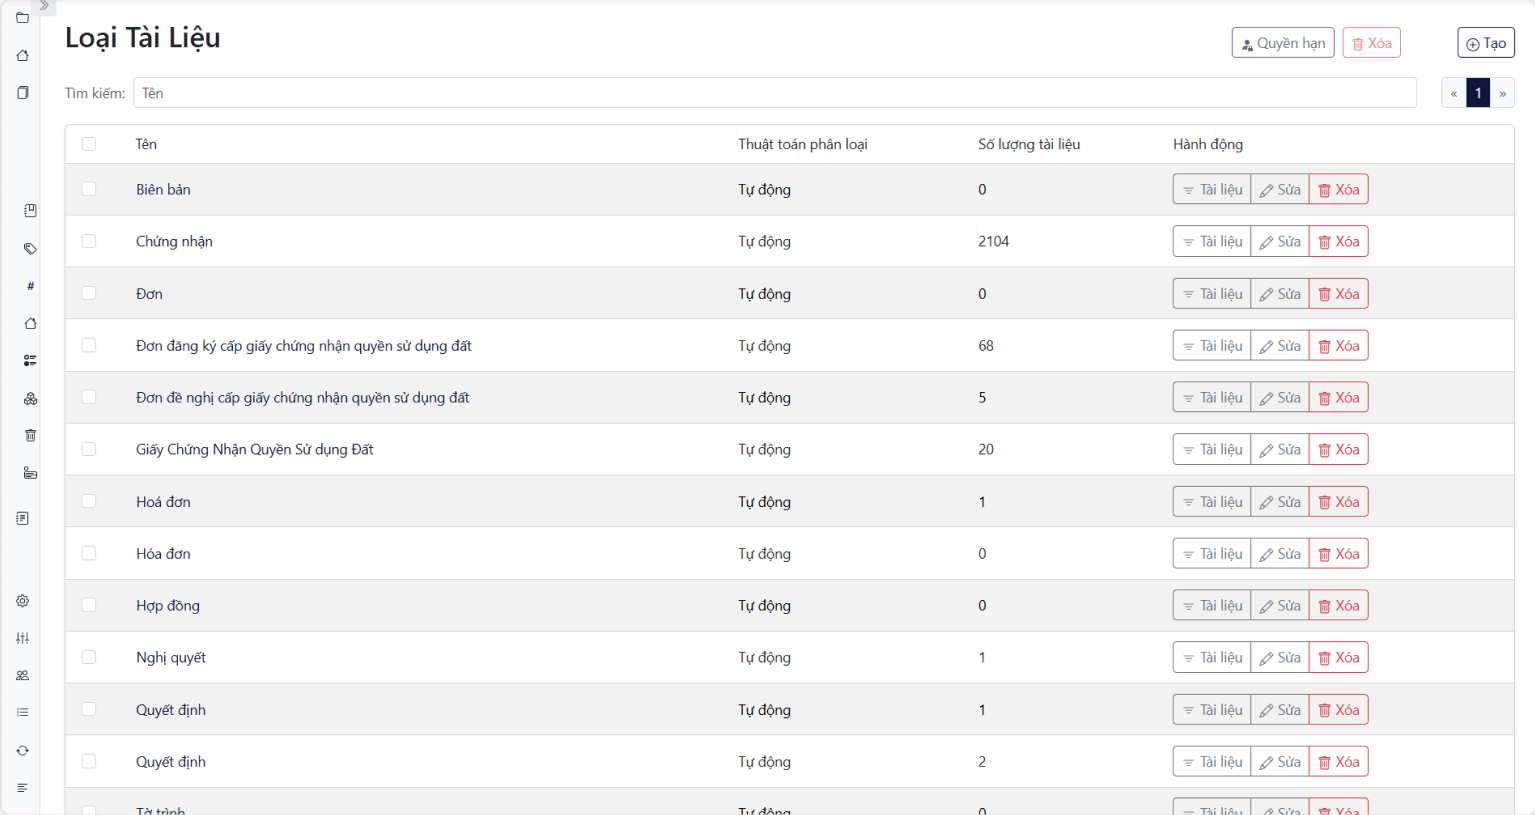 Loại Tài Liệu
Quyền hạn Xóa Tạo
Tìm kiếm: Tên « 1 »
Tên Thuật toán phân loại Số lượng tài liệu Hành động
Biên bản Tự động 0 Tài liệu Sửa Xóa
Chứng nhận Tự động 2104 Tài liệu Sửa Xóa
Đơn Tự động 0 Tài liệu Sửa Xóa
Đơn đăng ký cấp giấy chứng nhận quyền sử dụng đất Tự động 68 Tài liệu Sửa Xóa
Đơn đề nghị cấp giấy chứng nhận quyền sử dụng đất Tự động 5 Tài liệu Sửa Xóa
Giấy Chứng Nhận Quyền Sử dụng Đất Tự động 20 Tài liệu Sửa Xóa
Hoá đơn Tự động 1 Tài liệu Sửa Xóa
Hóa đơn Tự động 0 Tài liệu Sửa Xóa
Hợp đồng Tự động 0 Tài liệu Sửa Xóa
Nghị quyết Tự động 1 Tài liệu Sửa Xóa
Quyết định Tự động 1 Tài liệu Sửa Xóa
Quyết định Tự động 2 Tài liệu Sửa Xóa
Tờ trình Tự động 0 Tài liệu Sửa Xóa